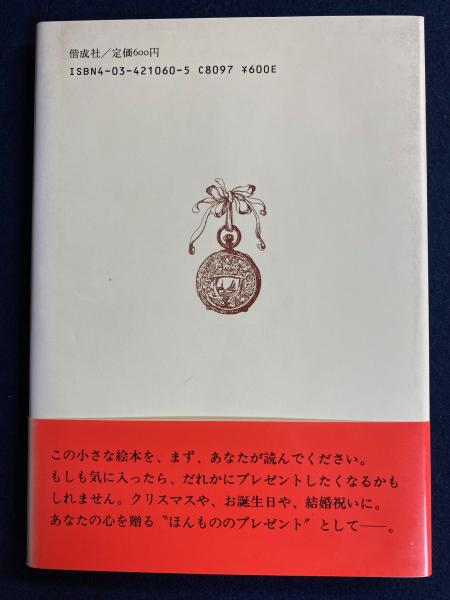 偕成社／定価600円
ISBN4-03-421060-5 C8097 ¥600E
この小さな絵本を、まず、あなたが読んでください。
もしも気に入ったら、だれかにプレゼントしたくなるかも
しれません。クリスマスや、お誕生日や、結婚祝いに。
あなたの心を贈る〝ほんもののプレゼント〟として──。